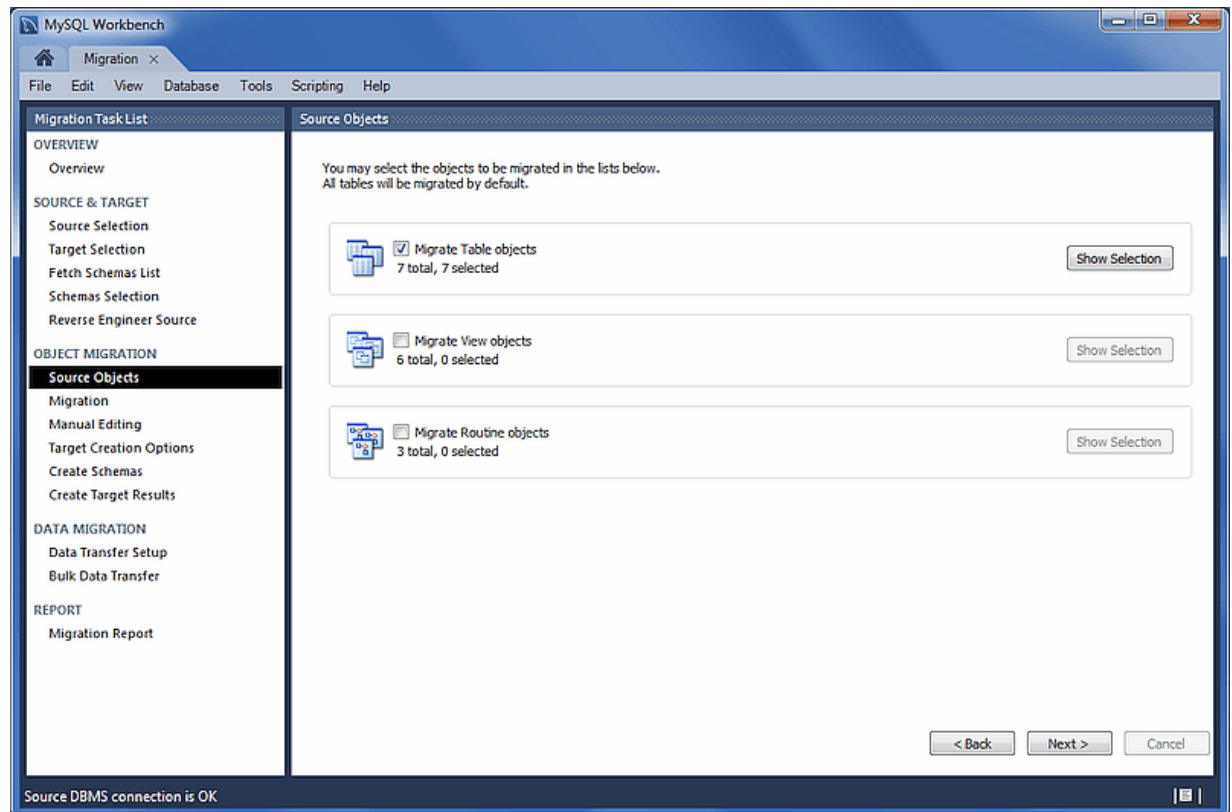 MySQL Workbench
Migration ×
File Edit View Database Tools Scripting Help
Migration Task List
OVERVIEW
Overview
SOURCE & TARGET
Source Selection
Target Selection
Fetch Schemas List
Schemas Selection
Reverse Engineer Source
OBJECT MIGRATION
Source Objects
Migration
Manual Editing
Target Creation Options
Create Schemas
Create Target Results
DATA MIGRATION
Data Transfer Setup
Bulk Data Transfer
REPORT
Migration Report
Source Objects
You may select the objects to be migrated in the lists below.
All tables will be migrated by default.
Migrate Table objects
7 total, 7 selected
Show Selection
Migrate View objects
6 total, 0 selected
Show Selection
Migrate Routine objects
3 total, 0 selected
Show Selection
< Back Next > Cancel
Source DBMS connection is OK